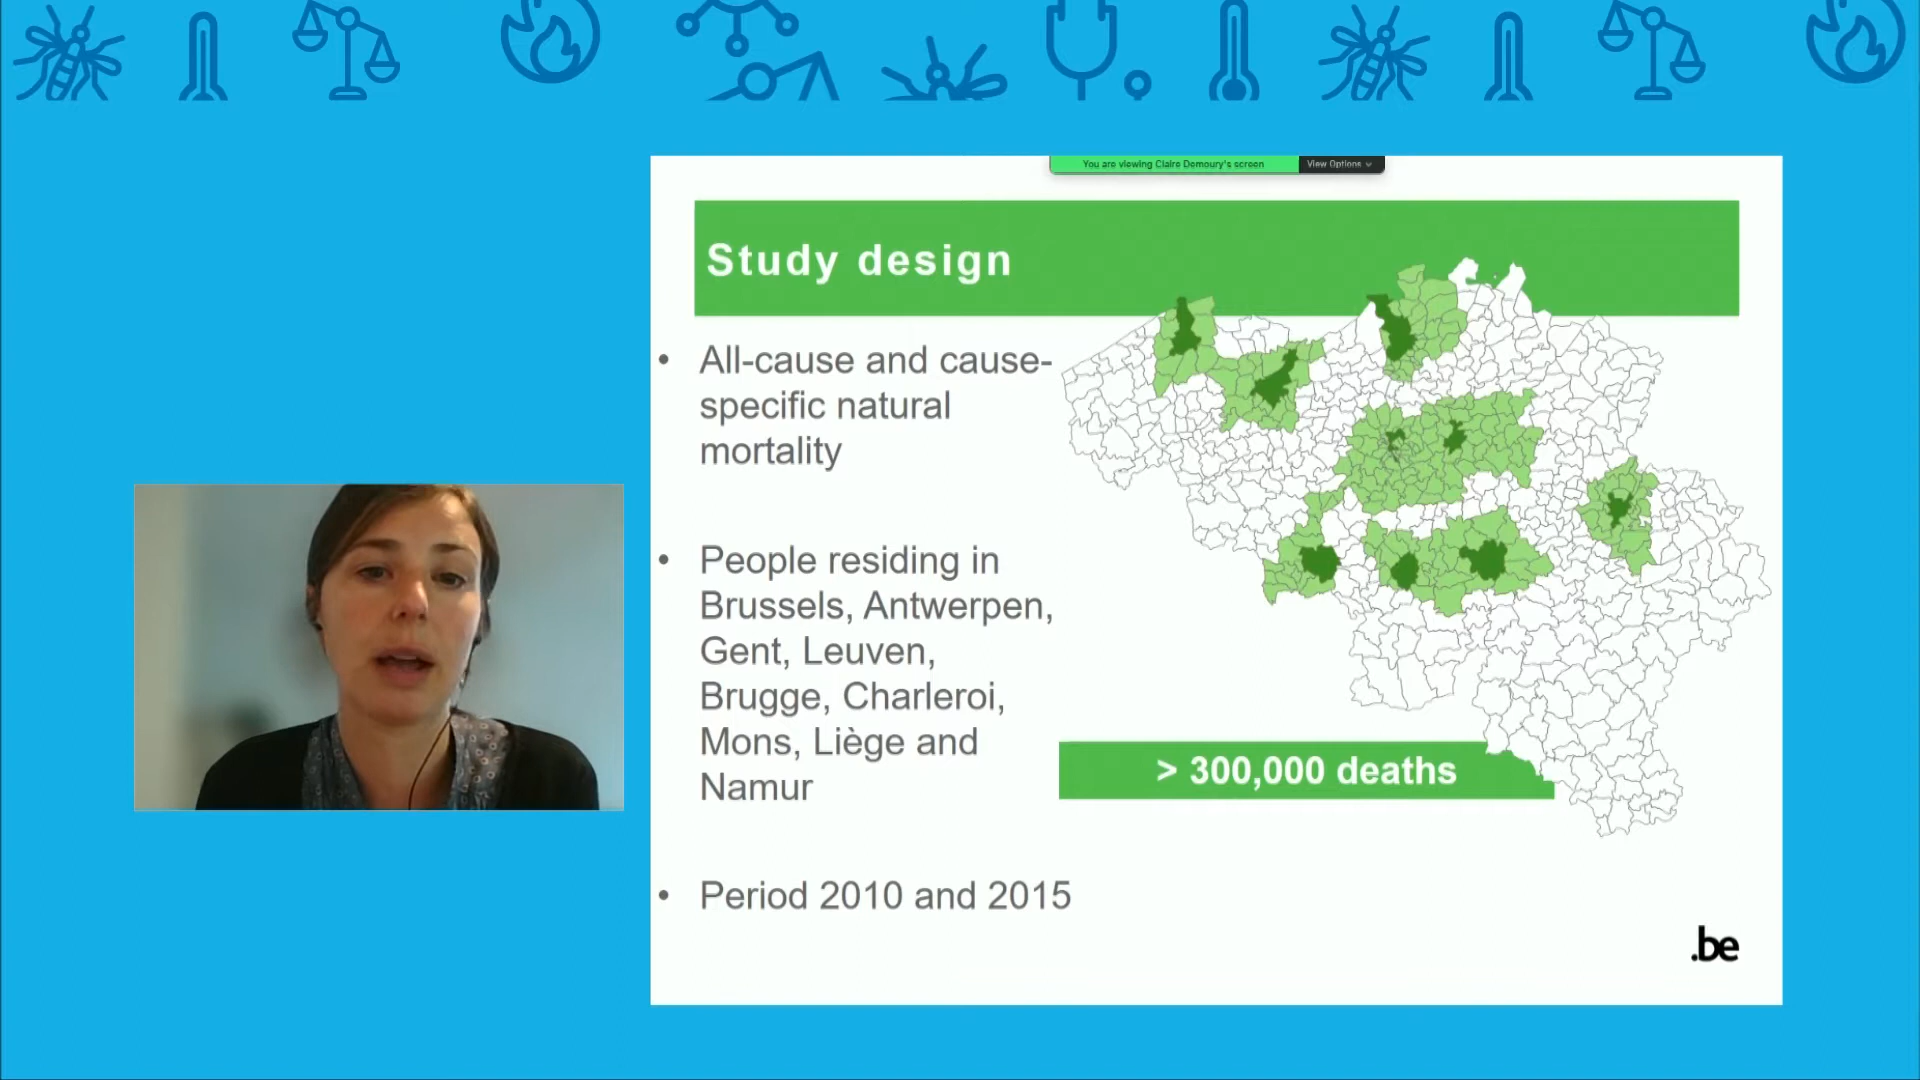 You are viewing Claire Demoury's screen
View Options
Study design
• All-cause and cause-
specific natural
mortality
• People residing in
Brussels, Antwerpen,
Gent, Leuven,
Brugge, Charleroi,
Mons, Liège and
Namur
> 300,000 deaths
• Period 2010 and 2015
.be